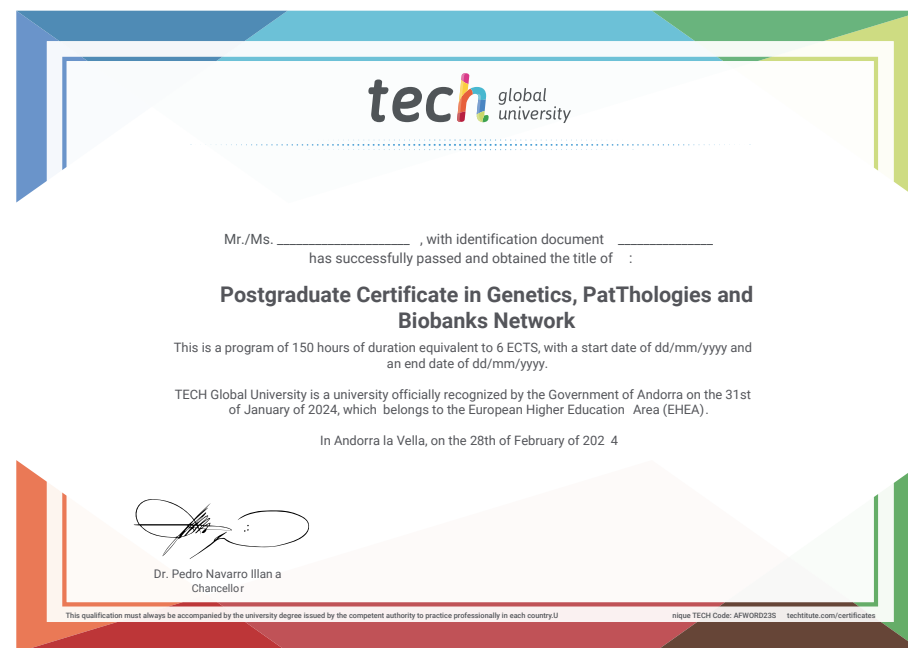 tech global
university
Mr./Ms. _____________________ , with identification document _______________
has successfully passed and obtained the title of :
Postgraduate Certificate in Genetics, PatThologies and
Biobanks Network
This is a program of 150 hours of duration equivalent to 6 ECTS, with a start date of dd/mm/yyyy and
an end date of dd/mm/yyyy.
TECH Global University is a university officially recognized by the Government of Andorra on the 31st
of January of 2024, which belongs to the European Higher Education Area (EHEA).
In Andorra la Vella, on the 28th of February of 202 4
Dr. Pedro Navarro Illan a
Chancellor
This qualification must always be accompanied by the university degree issued by the competent authority to practice professionally in each country.U nique TECH Code: AFWORD23S techtitute.com/certificates